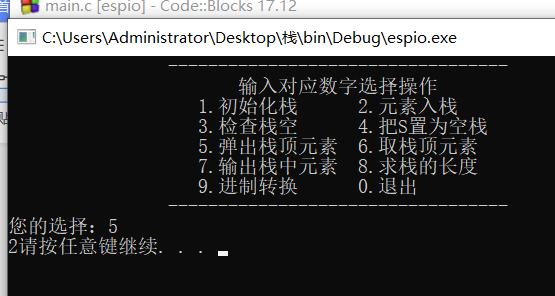 main.c [espio] - Code::Blocks 17.12
C:\Users\Administrator\Desktop\栈\bin\Debug\espio.exe
----------------------------------
输入对应数字选择操作
1.初始化栈 2.元素入栈
3.检查栈空 4.把S置为空栈
5.弹出栈顶元素 6.取栈顶元素
7.输出栈中元素 8.求栈的长度
9.进制转换 0.退出
----------------------------------
您的选择：5
2请按任意键继续. . .